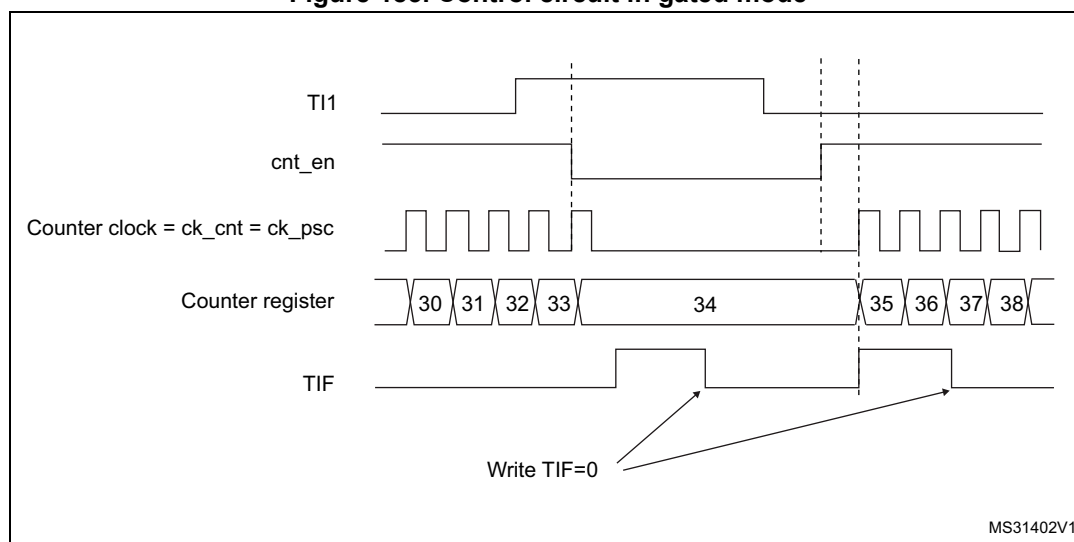 Figure Control circuit in gated mode
TI1
cnt_en
Counter clock = ck_cnt = ck_psc
Counter register
30 31 32 33 34 35 36 37 38
TIF
Write TIF=0
MS31402V1